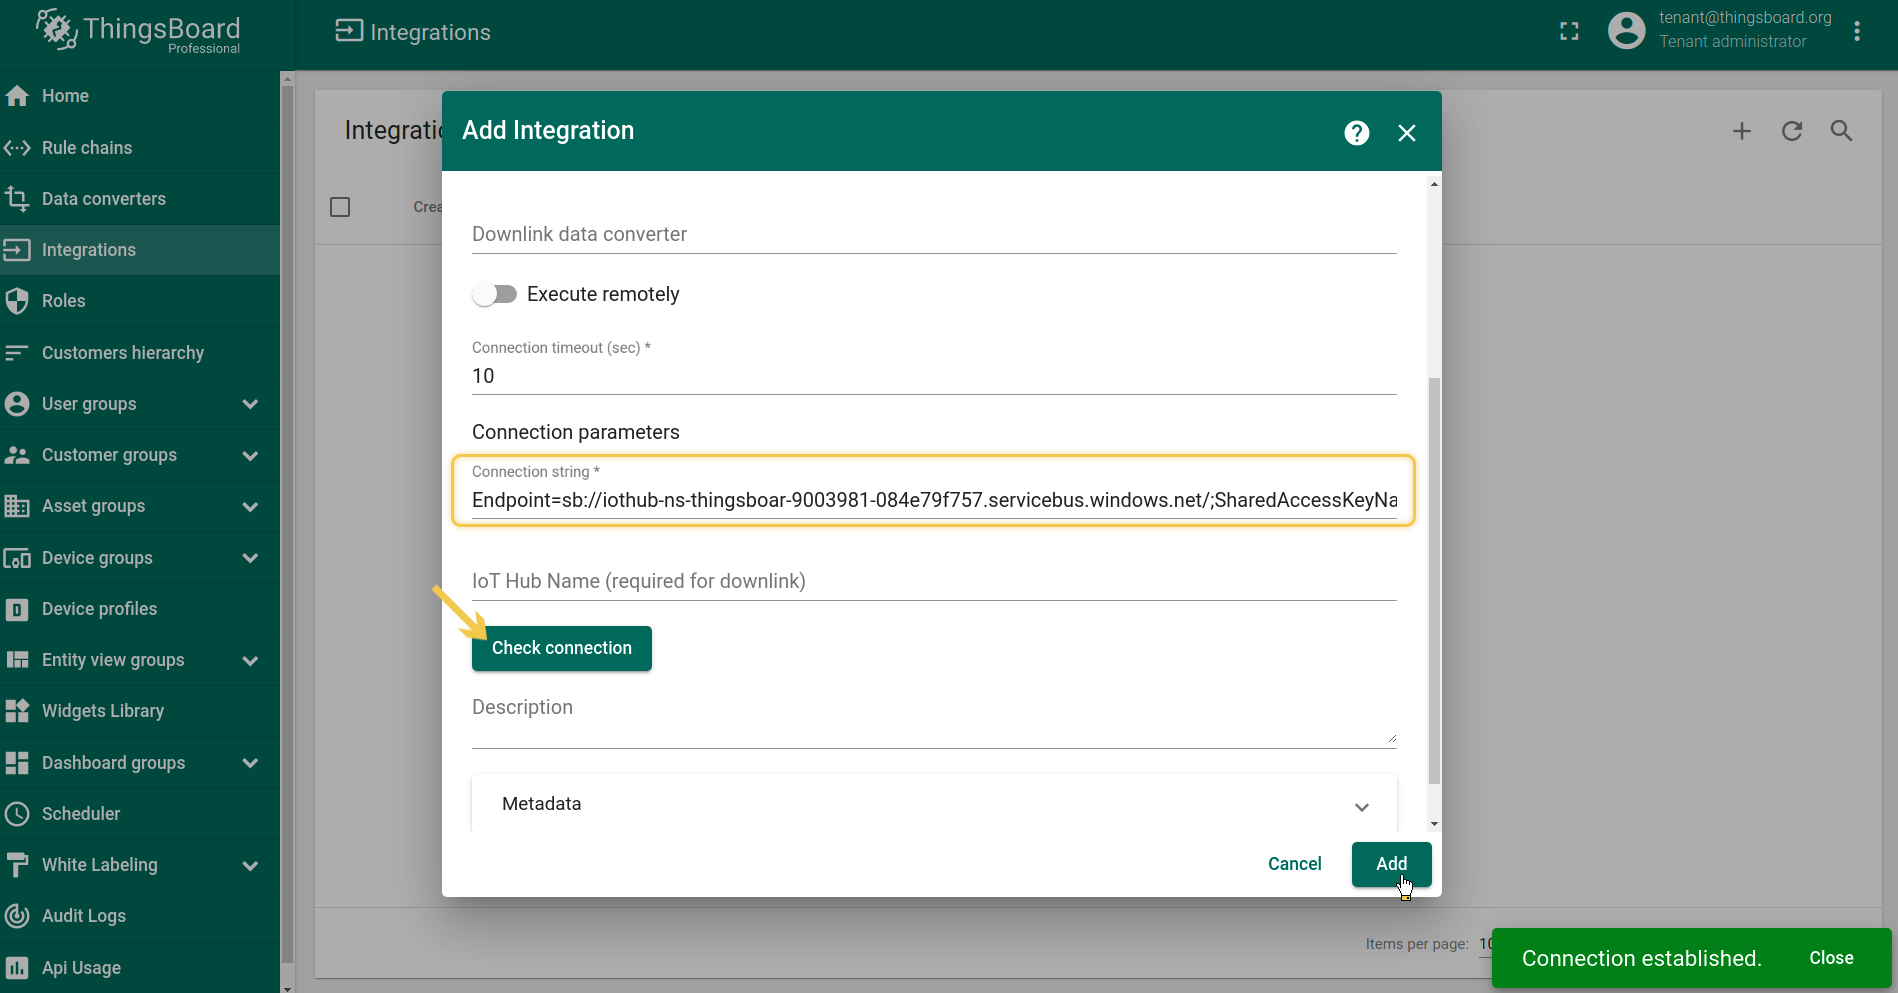 ThingsBoard
Professional
Integrations
tenant@thingsboard.org
Tenant administrator
Home
Rule chains
Data converters
Integrations
Roles
Customers hierarchy
User groups
Customer groups
Asset groups
Device groups
Device profiles
Entity view groups
Widgets Library
Dashboard groups
Scheduler
White Labeling
Audit Logs
Api Usage
Integratio
Crea
Add Integration
Downlink data converter
Execute remotely
Connection timeout (sec) *
10
Connection parameters
Connection string *
Endpoint=sb://iothub-ns-thingsboar-9003981-084e79f757.servicebus.windows.net/;SharedAccessKeyNa
IoT Hub Name (required for downlink)
Check connection
Description
Metadata
Cancel
Add
Items per page: 10
Connection established.
Close